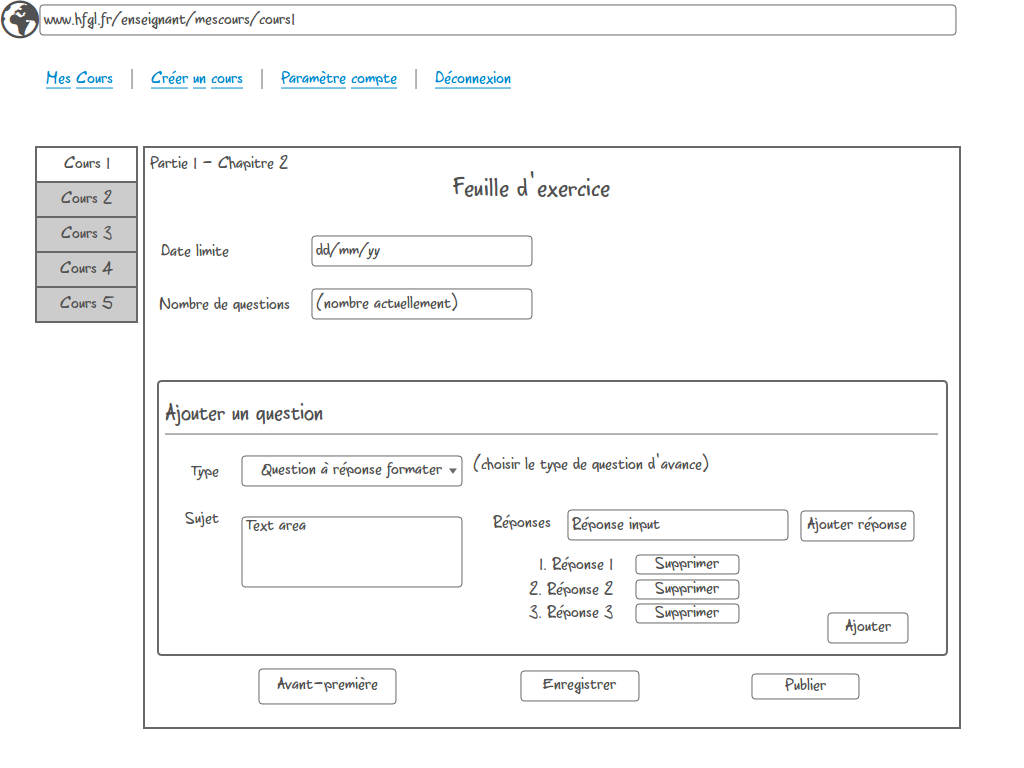 www.hfgl.fr/enseignant/mescours/cours1
Mes Cours | Créer un cours | Paramètre compte | Déconnexion
Cours 1
Cours 2
Cours 3
Cours 4
Cours 5
Partie 1 - Chapitre 2
Feuille d'exercice
Date limite dd/mm/yy
Nombre de questions (nombre actuellement)
Ajouter un question
Type Question à réponse formater (choisir le type de question d'avance)
Sujet Text area
Réponses Réponse input Ajouter réponse
1. Réponse 1 Supprimer
2. Réponse 2 Supprimer
3. Réponse 3 Supprimer
Ajouter
Avant-première Enregistrer Publier